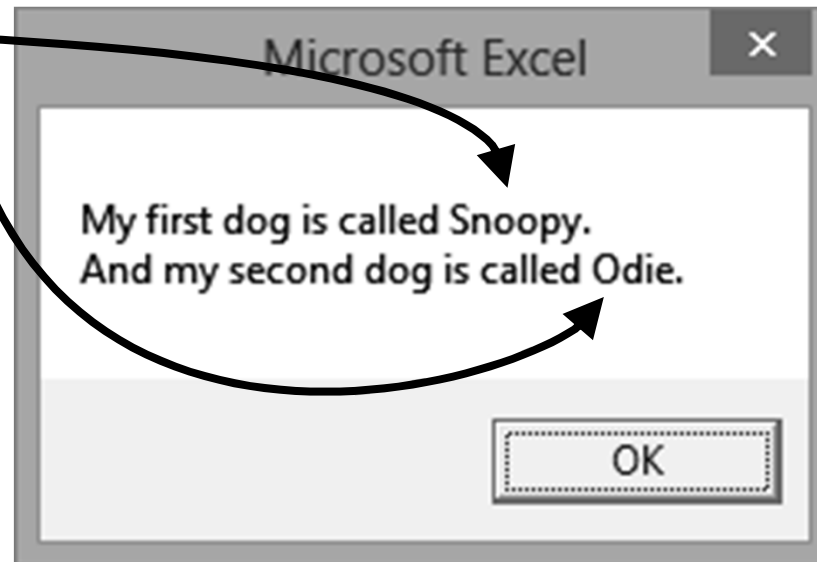 Microsoft Excel
My first dog is called Snoopy.
And my second dog is called Odie.
OK